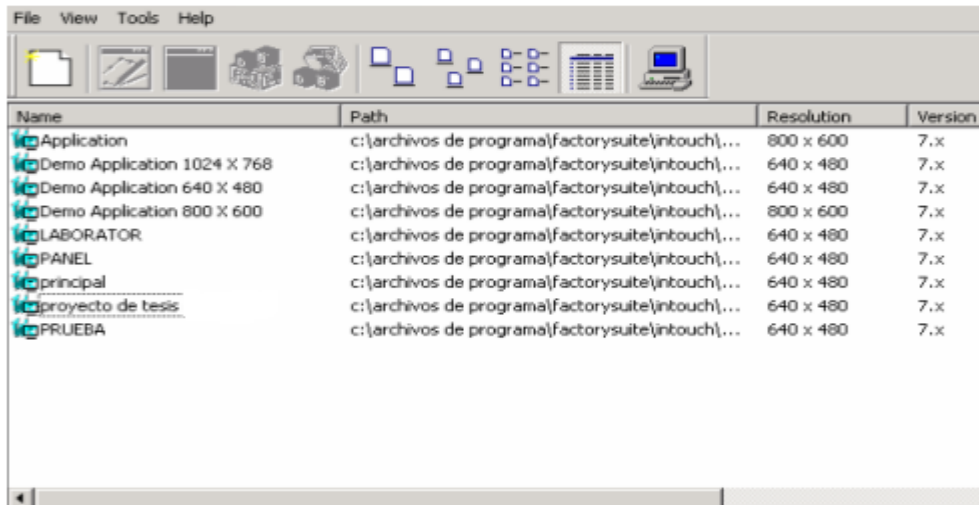 File View Tools Help
Name Path Resolution Version
Application c:\archivos de programa\factorysuite\intouch\... 800 x 600 7.x
Demo Application 1024 X 768 c:\archivos de programa\factorysuite\intouch\... 640 x 480 7.x
Demo Application 640 X 480 c:\archivos de programa\factorysuite\intouch\... 640 x 480 7.x
Demo Application 800 X 600 c:\archivos de programa\factorysuite\intouch\... 800 x 600 7.x
LABORATOR c:\archivos de programa\factorysuite\intouch\... 640 x 480 7.x
PANEL c:\archivos de programa\factorysuite\intouch\... 640 x 480 7.x
principal c:\archivos de programa\factorysuite\intouch\... 640 x 480 7.x
proyecto de tesis c:\archivos de programa\factorysuite\intouch\... 640 x 480 7.x
PRUEBA c:\archivos de programa\factorysuite\intouch\... 640 x 480 7.x